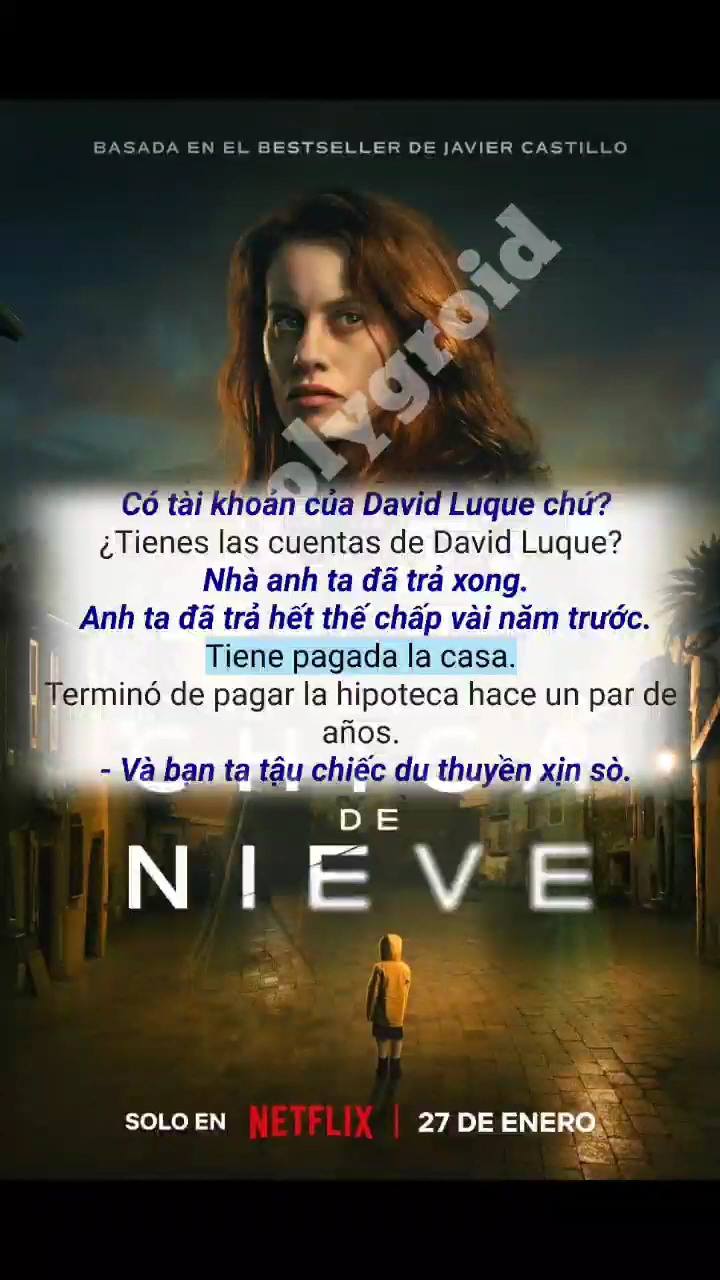 BASADA EN EL BESTSELLER DE JAVIER CASTILLO
olygroid
Có tài khoản của David Luque chứ?
¿Tienes las cuentas de David Luque?
Nhà anh ta đã trả xong.
Anh ta đã trả hết thế chấp vài năm trước.
Tiene pagada la casa.
Terminó de pagar la hipoteca hace un par de
años.
- Và bạn ta tậu chiếc du thuyền xịn sò.
DE
NIEVE
SOLO EN NETFLIX | 27 DE ENERO